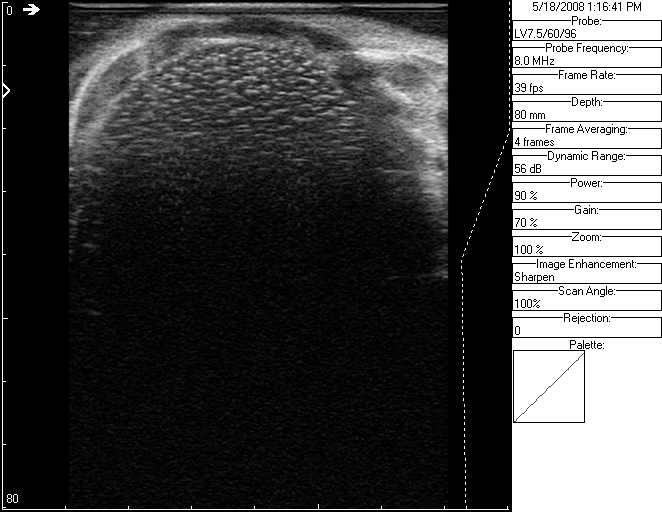 0
80
5/18/2008 1:16:41 PM
Probe:
LV7.5/60/96
Probe Frequency:
8.0 MHz
Frame Rate:
39 fps
Depth:
80 mm
Frame Averaging:
4 frames
Dynamic Range:
56 dB
Power:
90 %
Gain:
70 %
Zoom:
100 %
Image Enhancement:
Sharpen
Scan Angle:
100%
Rejection:
0
Palette: